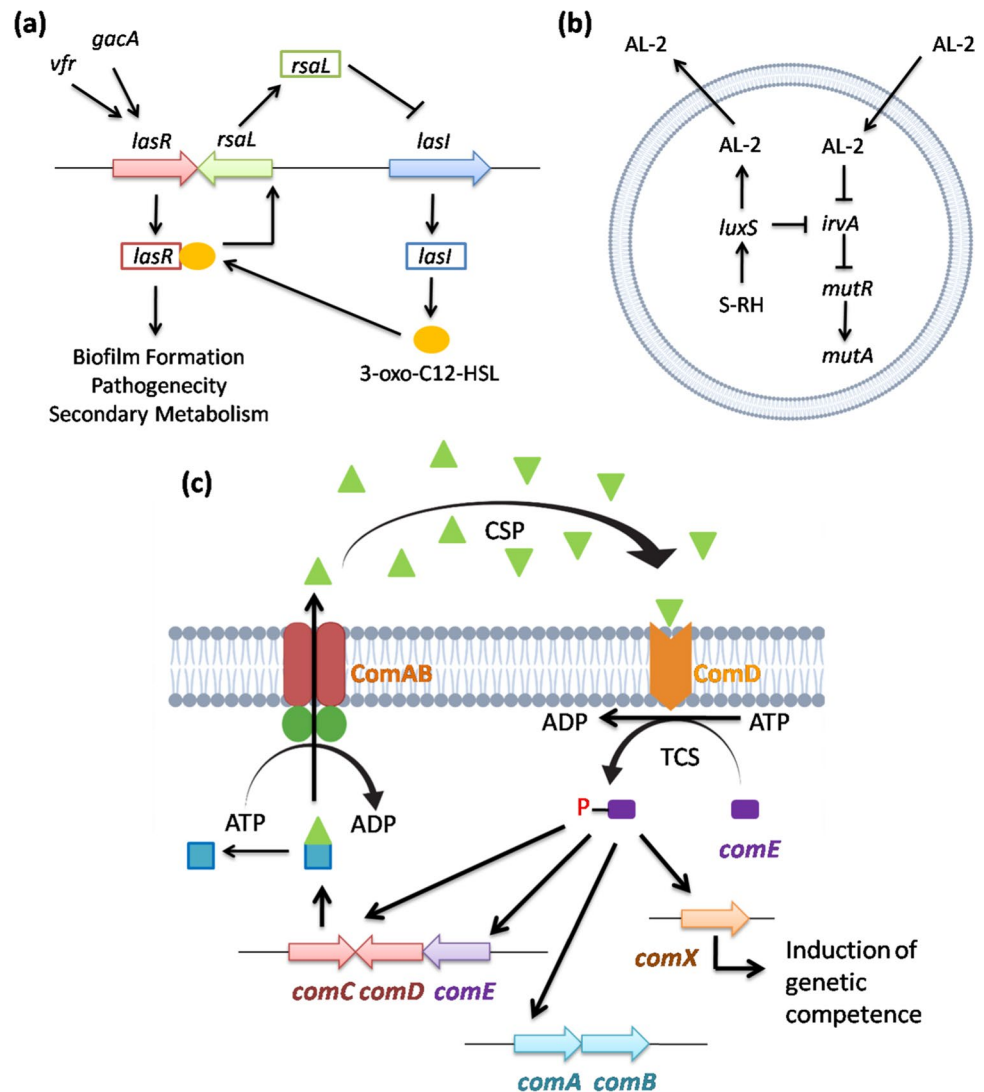 (a)
gacA
vfr
rsaL
lasR
rsaL
lasI
lasR
lasI
3-oxo-C12-HSL
Biofilm Formation
Pathogenecity
Secondary Metabolism
(b)
AL-2
AL-2
AL-2
AL-2
luxS
irvA
S-RH
mutR
mutA
(c)
CSP
ComAB
ComD
ADP
ATP
TCS
P
ATP
ADP
comE
comC comD comE
comX
Induction of
genetic
competence
comA comB